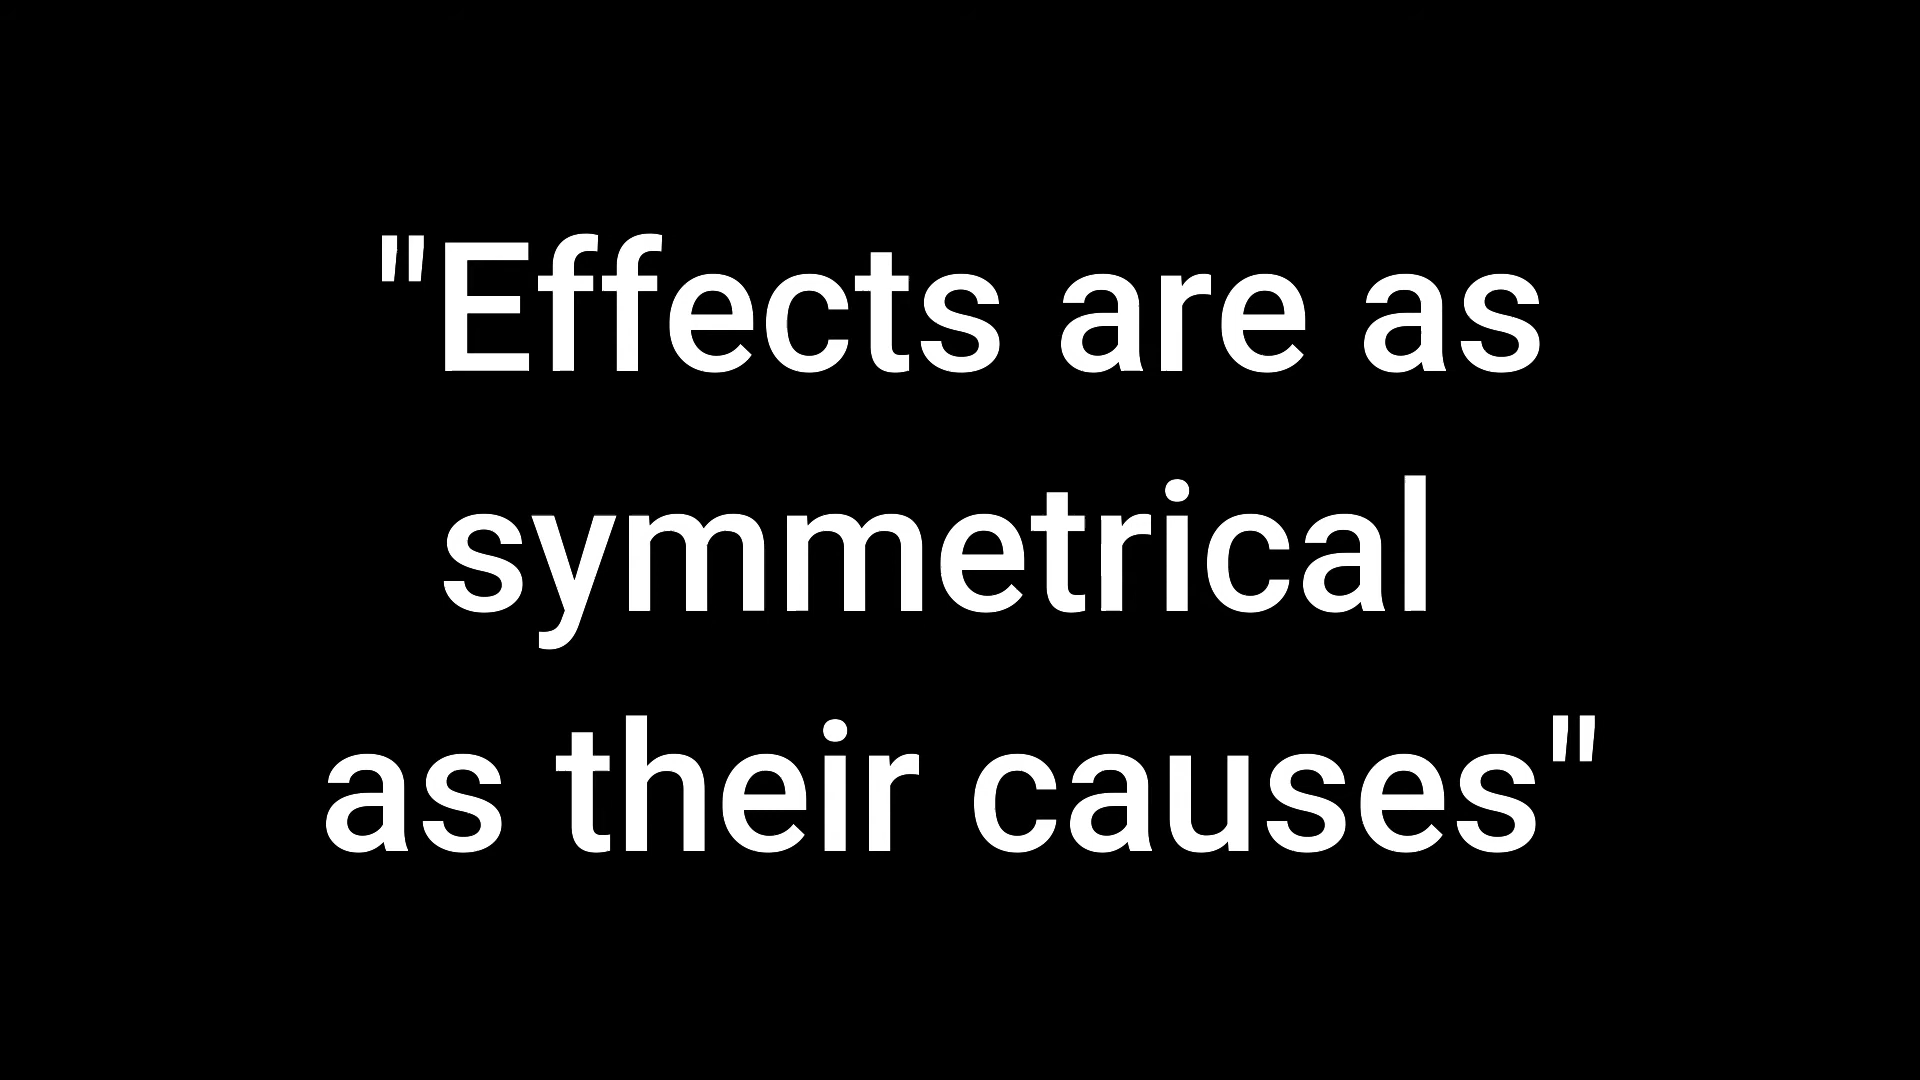 "Effects are as
symmetrical
as their causes"